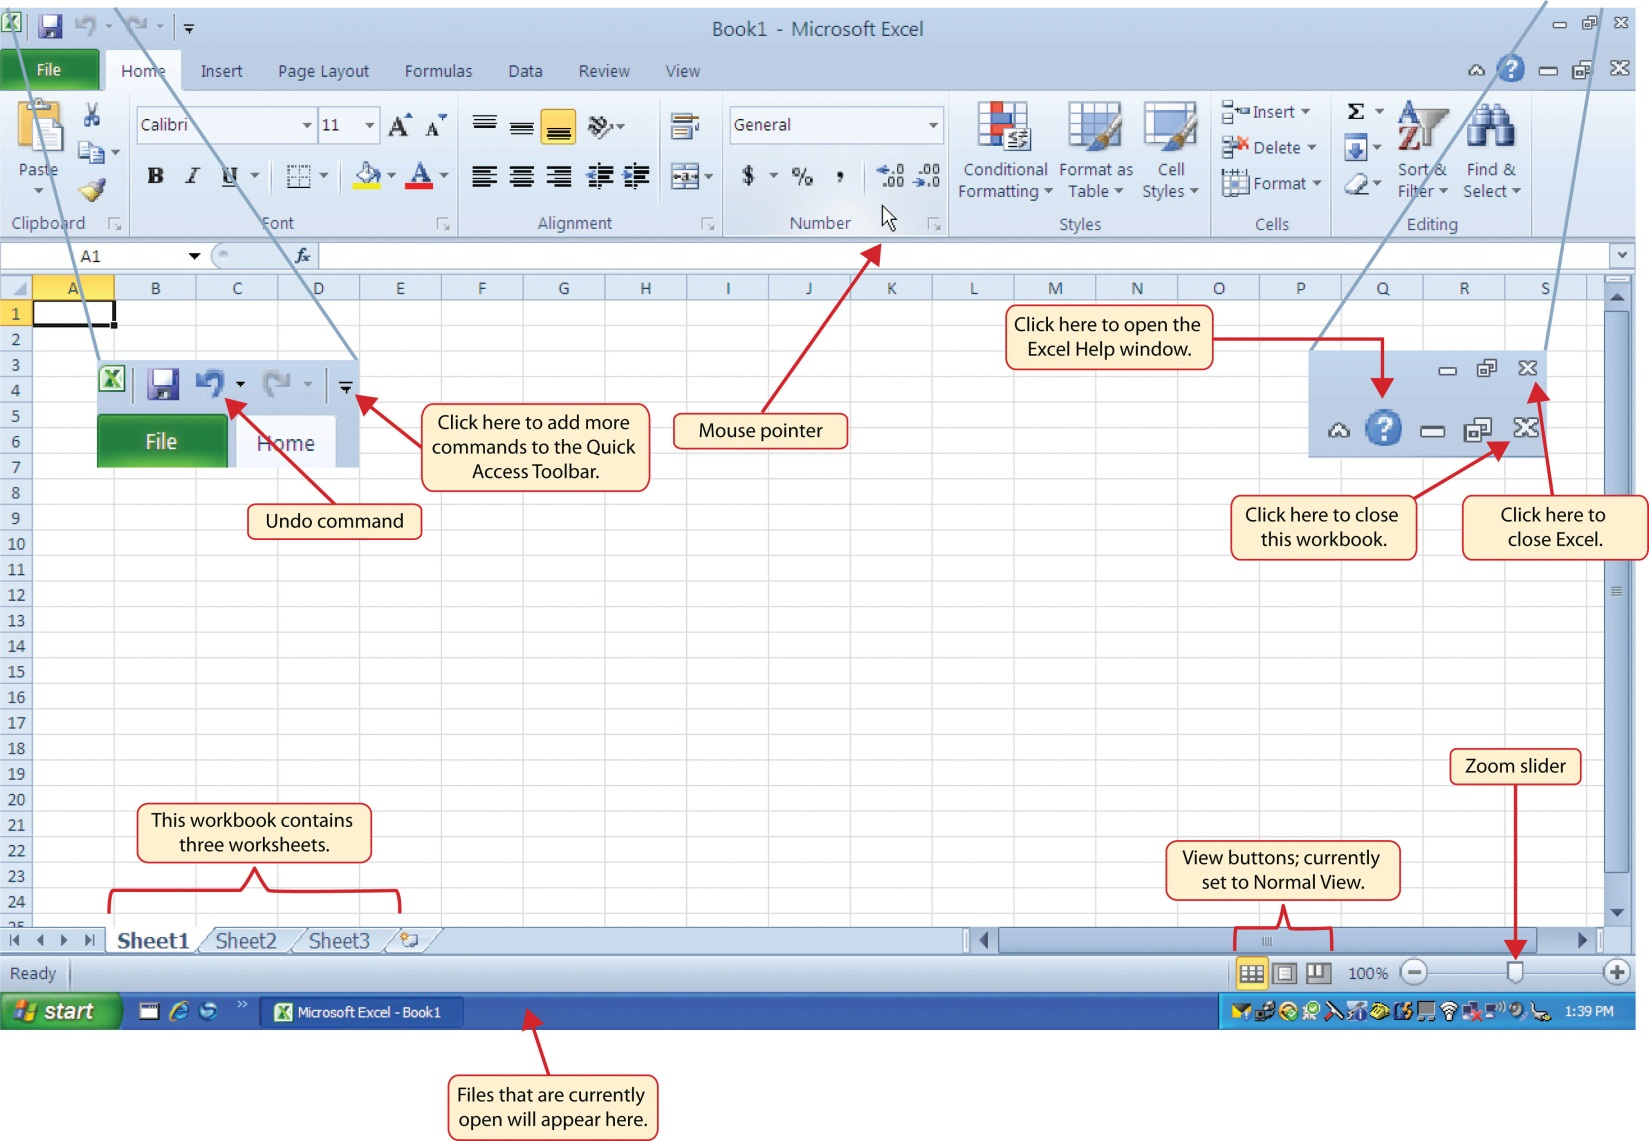 Book1 - Microsoft Excel
File Home Insert Page Layout Formulas Data Review View
Calibri 11 General
Insert
Delete
Format
Paste Conditional Format as Cell Sort & Find &
Formatting Table Styles Filter Select
B I U $ % ,
Clipboard Font Alignment Number Styles Cells Editing
A1 fx
A B C D E F G H I J K L M N O P Q R S
1
2
3
4
5
6
7
8
9
10
11
12
13
14
15
16
17
18
19
20
21
22
23
24
25
File Home
Click here to add more
commands to the Quick
Access Toolbar.
Undo command
Mouse pointer
Click here to open the
Excel Help window.
Click here to close
this workbook.
Click here to
close Excel.
Zoom slider
This workbook contains
three worksheets.
View buttons; currently
set to Normal View.
Sheet1 Sheet2 Sheet3
Ready 100%
start Microsoft Excel - Book1 1:39 PM
Files that are currently
open will appear here.